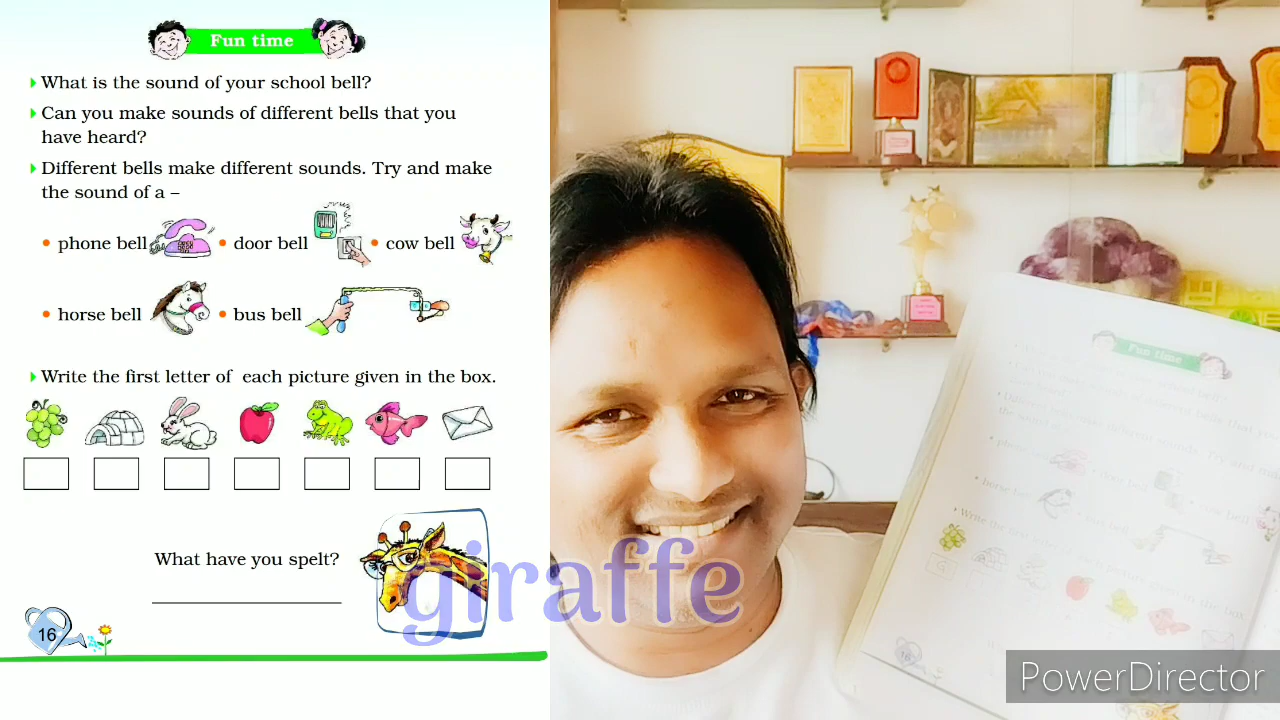 Fun time
What is the sound of your school bell?
Can you make sounds of different bells that you
have heard?
Different bells make different sounds. Try and make
the sound of a –
• phone bell • door bell • cow bell
• horse bell • bus bell
Write the first letter of each picture given in the box.
What have you spelt?
16
giraffe
Fun time
PowerDirector